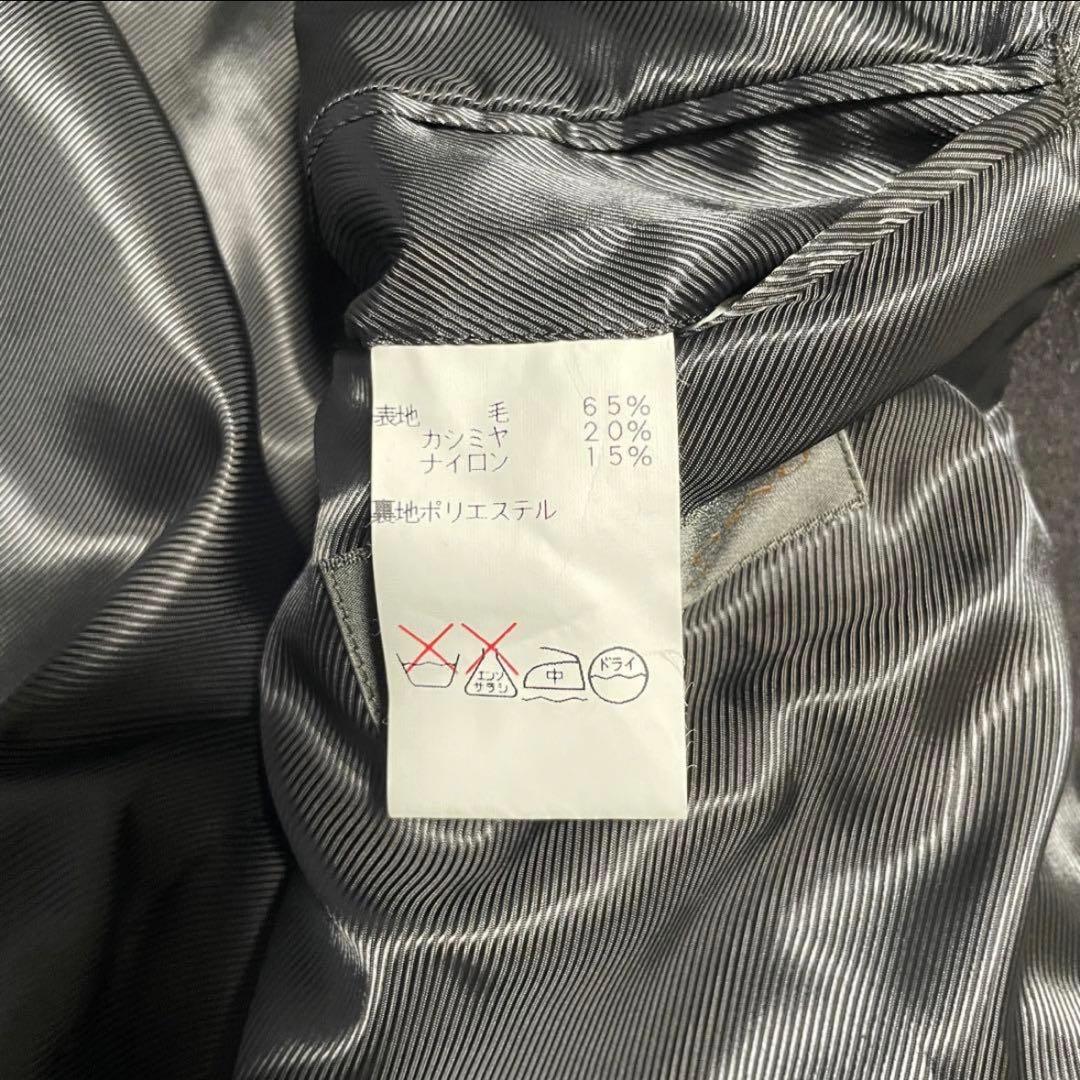 表地 毛 65%
カシミヤ 20%
ナイロン 15%
裏地ポリエステル
エンソ
サラシ
中
ドライ